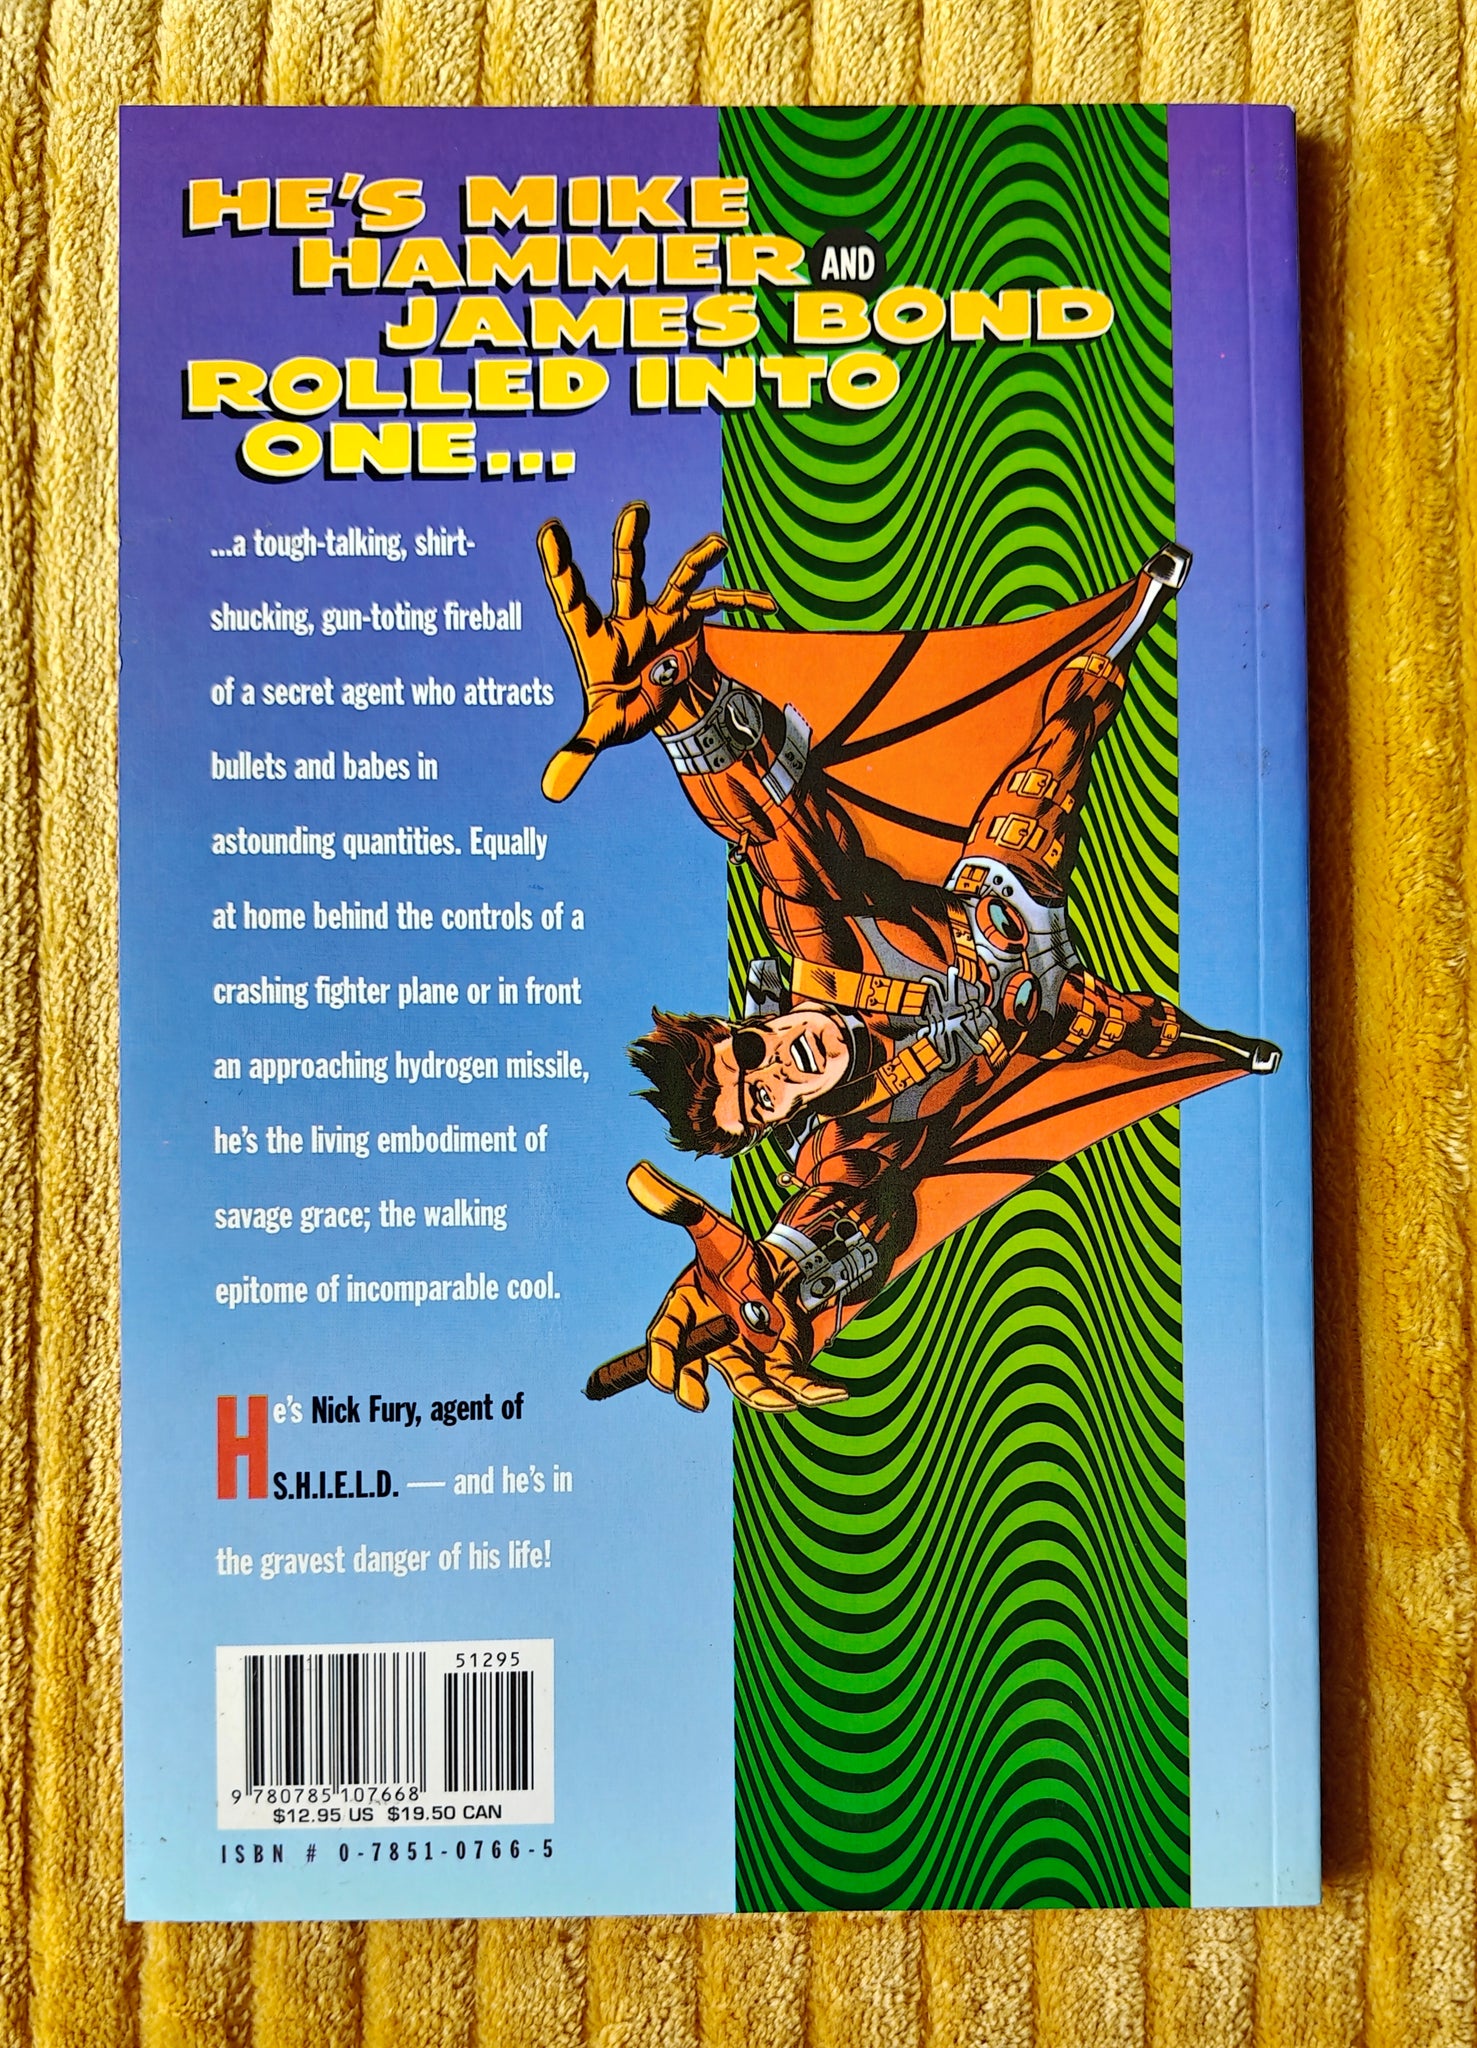 HE'S MIKE
HAMMER AND
JAMES BOND
ROLLED INTO
ONE...
...a tough-talking, shirt-
shucking, gun-toting fireball
of a secret agent who attracts
bullets and babes in
astounding quantities. Equally
at home behind the controls of a
crashing fighter plane or in front
an approaching hydrogen missile,
he's the living embodiment of
savage grace; the walking
epitome of incomparable cool.
He's Nick Fury, agent of
S.H.I.E.L.D. — and he's in
the gravest danger of his life!
51295
9 780785 107668
$12.95 US $19.50 CAN
ISBN # 0-7851-0766-5